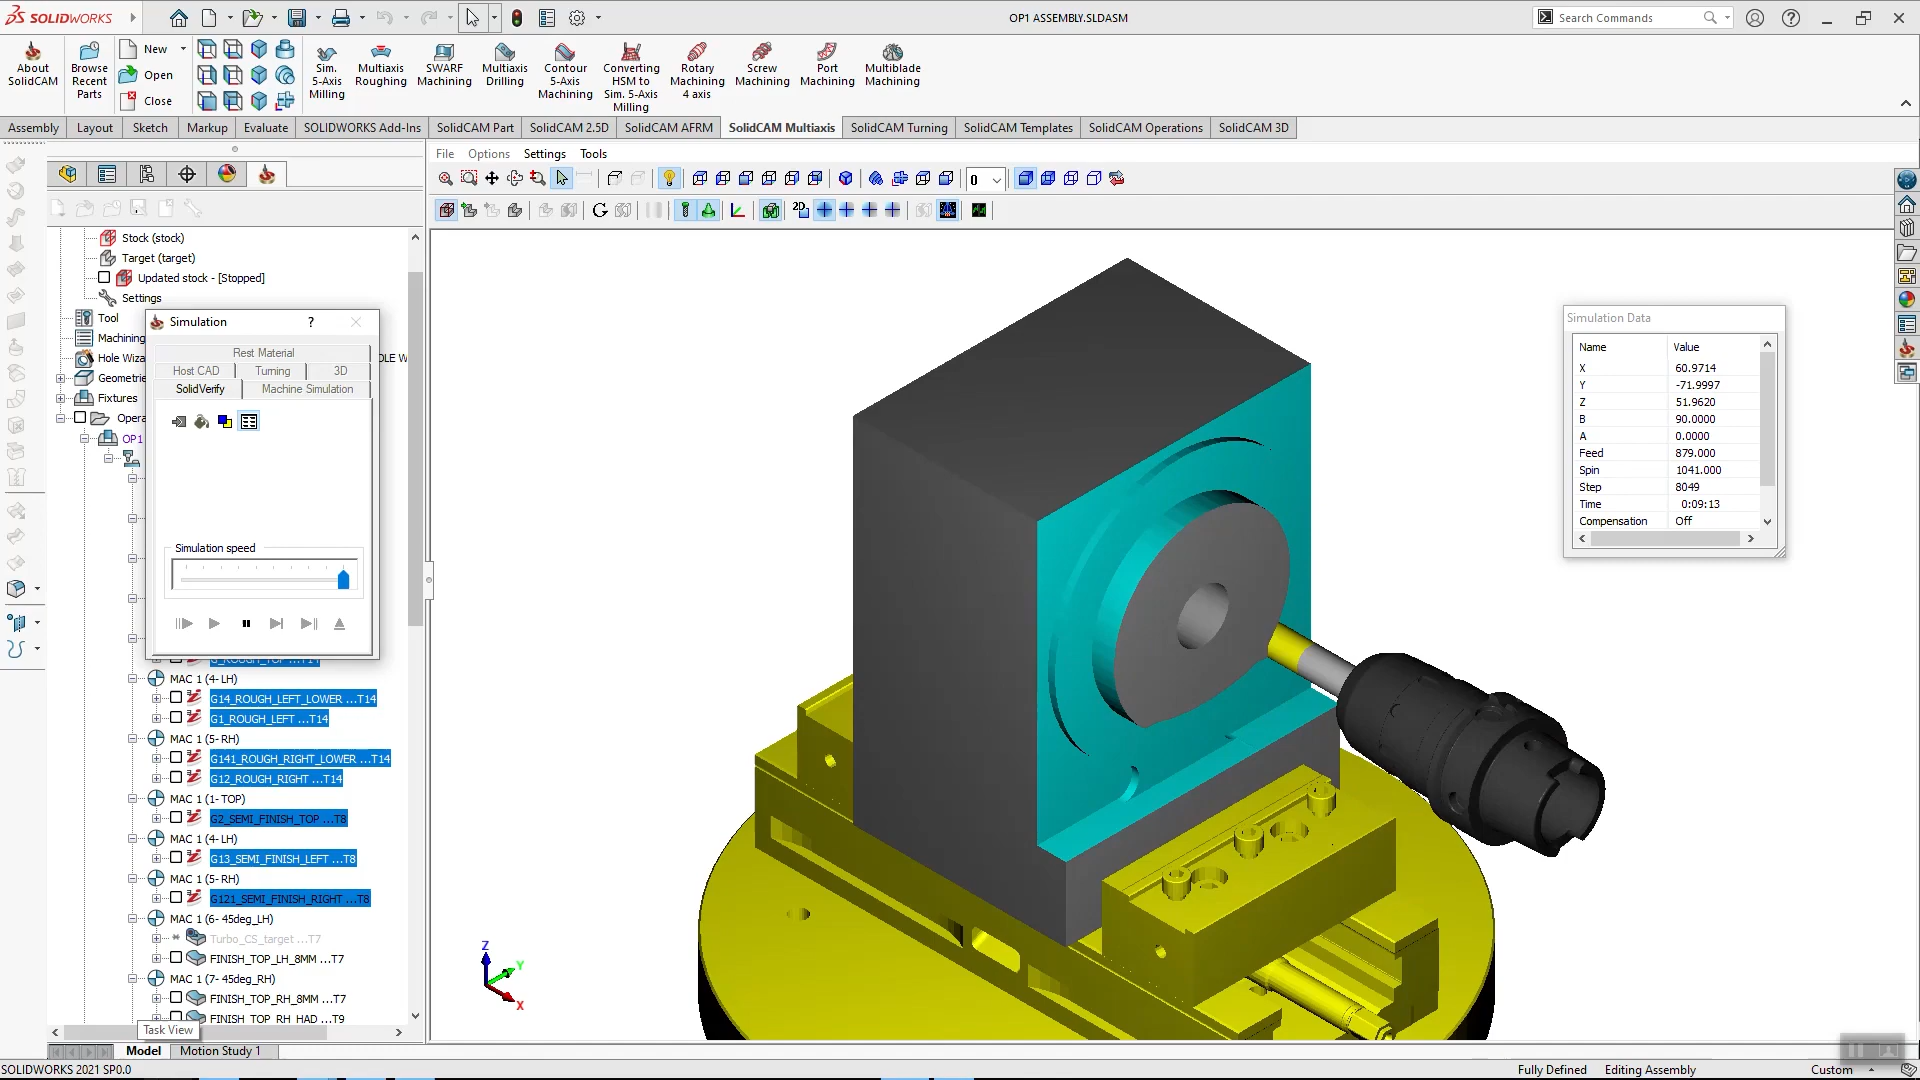 SOLIDWORKS
OP1 ASSEMBLY.SLDASM
Search Commands
About SolidCAM
Browse Recent Parts
New
Open
Close
Sim. 5-Axis Milling
Multiaxis Roughing
SWARF Machining
Multiaxis Drilling
Contour 5-Axis Machining
Converting HSM to Sim. 5-Axis Milling
Rotary Machining 4 axis
Screw Machining
Port Machining
Multiblade Machining
Assembly
Layout
Sketch
Markup
Evaluate
SOLIDWORKS Add-Ins
SolidCAM Part
SolidCAM 2.5D
SolidCAM AFRM
SolidCAM Multiaxis
SolidCAM Turning
SolidCAM Templates
SolidCAM Operations
SolidCAM 3D
File
Options
Settings
Tools
0
2D
Stock (stock)
Target (target)
Updated stock - [Stopped]
Settings
Tool
Machining
Hole Wiza
OLE W
Geometrie
Fixtures
Opera
OP1
Simulation
?
Rest Material
Host CAD
Turning
3D
SolidVerify
Machine Simulation
Simulation speed
MAC 1 (4- LH)
G14_ROUGH_LEFT_LOWER ...T14
G1_ROUGH_LEFT ...T14
MAC 1 (5- RH)
G141_ROUGH_RIGHT_LOWER ...T14
G12_ROUGH_RIGHT ...T14
MAC 1 (1- TOP)
G2_SEMI_FINISH_TOP ...T8
MAC 1 (4- LH)
G13_SEMI_FINISH_LEFT ...T8
MAC 1 (5- RH)
G121_SEMI_FINISH_RIGHT ...T8
MAC 1 (6- 45deg_LH)
Turbo_CS_target ...T7
FINISH_TOP_LH_8MM ...T7
MAC 1 (7- 45deg_RH)
FINISH_TOP_RH_8MM ...T7
FINISH_TOP_RH_HAD ...T9
Task View
Simulation Data
Name Value
X 60.9714
Y -71.9997
Z 51.9620
B 90.0000
A 0.0000
Feed 879.000
Spin 1041.000
Step 8049
Time 0:09:13
Compensation Off
Z
Y
X
Model
Motion Study 1
SOLIDWORKS 2021 SP0.0
Fully Defined
Editing Assembly
Custom